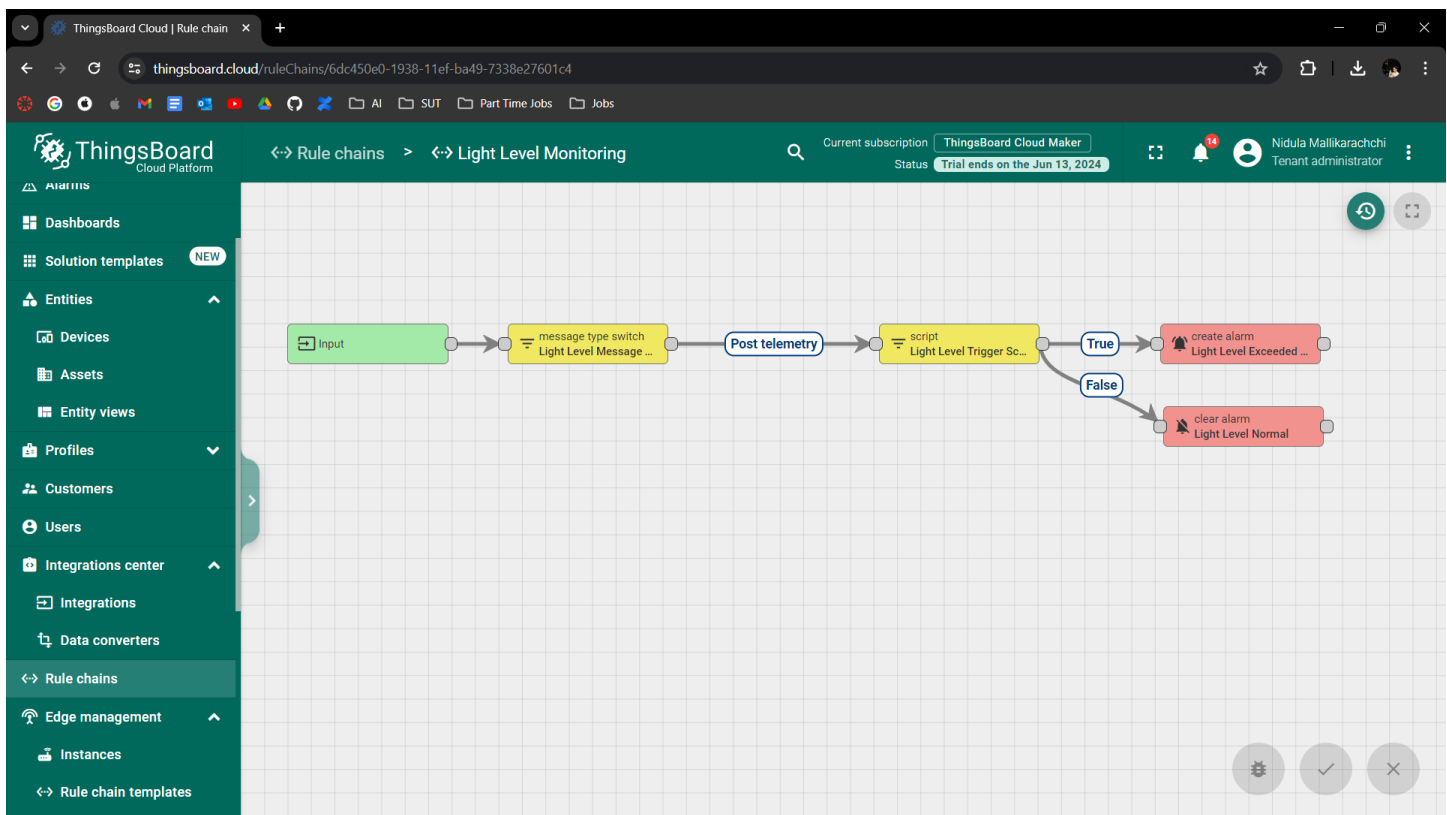 ThingsBoard Cloud | Rule chain
thingsboard.cloud/ruleChains/6dc450e0-1938-11ef-ba49-7338e27601c4
AI
SUT
Part Time Jobs
Jobs
ThingsBoard
Cloud Platform
Rule chains > Light Level Monitoring
Current subscription ThingsBoard Cloud Maker
Status Trial ends on the Jun 13, 2024
14
Nidula Mallikarachchi
Tenant administrator
Alarms
Dashboards
Solution templates NEW
Entities
Devices
Assets
Entity views
Profiles
Customers
Users
Integrations center
Integrations
Data converters
Rule chains
Edge management
Instances
Rule chain templates
Input
message type switch
Light Level Message ...
Post telemetry
script
Light Level Trigger Sc...
True
create alarm
Light Level Exceeded ...
False
clear alarm
Light Level Normal